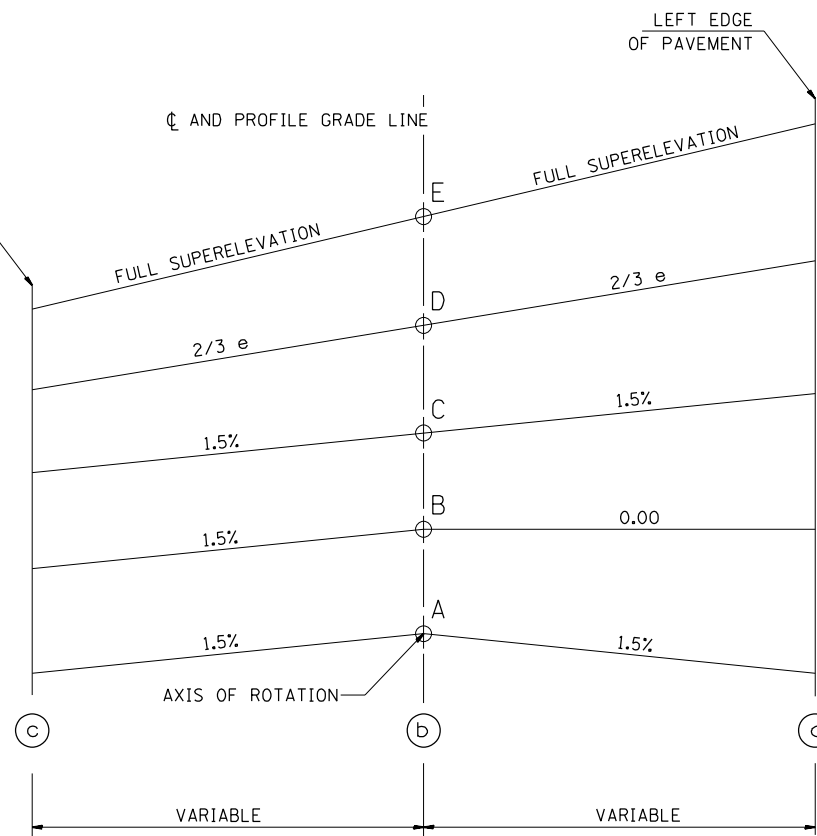 LEFT EDGE
OF PAVEMENT
℄ AND PROFILE GRADE LINE
FULL SUPERELEVATION
E
FULL SUPERELEVATION
2/3 e
D
2/3 e
1.5%
C
1.5%
B
0.00
1.5%
A
1.5%
1.5%
AXIS OF ROTATION
c
b
VARIABLE
VARIABLE